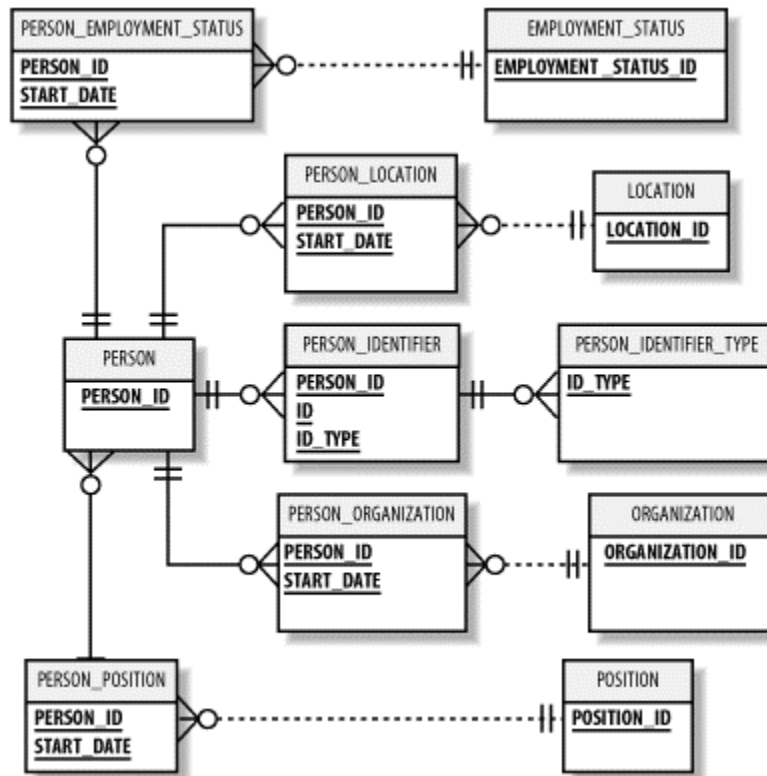 PERSON_EMPLOYMENT_STATUS
PERSON_ID
START_DATE
EMPLOYMENT_STATUS
EMPLOYMENT_STATUS_ID
PERSON_LOCATION
PERSON_ID
START_DATE
LOCATION
LOCATION_ID
PERSON
PERSON_ID
PERSON_IDENTIFIER
PERSON_ID
ID
ID_TYPE
PERSON_IDENTIFIER_TYPE
ID_TYPE
PERSON_ORGANIZATION
PERSON_ID
START_DATE
ORGANIZATION
ORGANIZATION_ID
PERSON_POSITION
PERSON_ID
START_DATE
POSITION
POSITION_ID